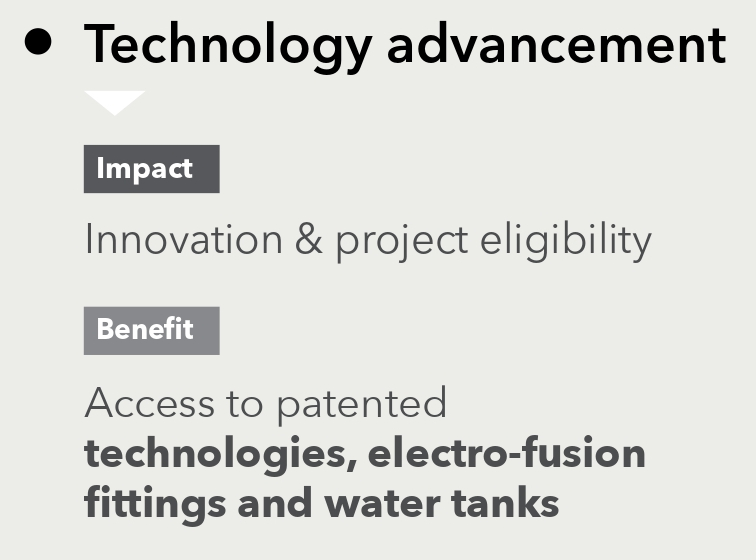 ● Technology advancement
Impact
Innovation & project eligibility
Benefit
Access to patented
technologies, electro-fusion
fittings and water tanks